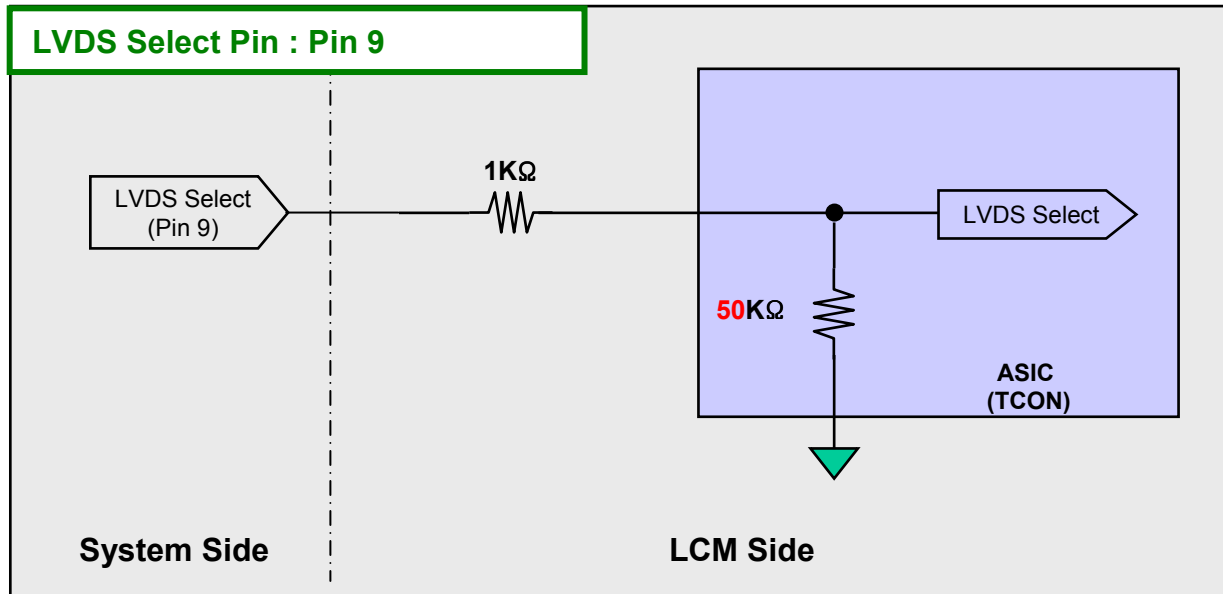 LVDS Select Pin : Pin 9
1KΩ
LVDS Select
(Pin 9)
LVDS Select
50KΩ
ASIC
(TCON)
System Side
LCM Side